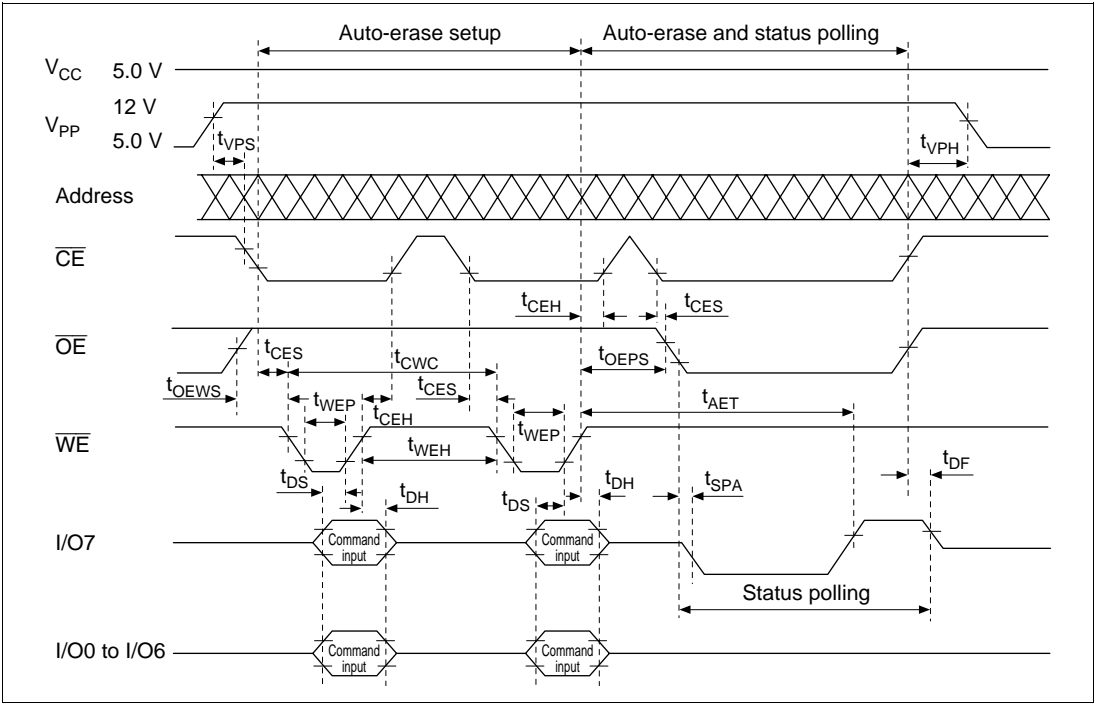 Auto-erase setup Auto-erase and status polling
VCC 5.0 V
12 V
VPP
5.0 V
tVPS tVPH
Address
CE
tCEH tCES
OE
tCES tCWC tOEPS
tOEWS tWEP tCES tAET
tCEH tWEP
WE
tWEH
tDF
tDS tDH tDS tDH tSPA
I/O7 Command input Command input
Status polling
I/O0 to I/O6 Command input Command input